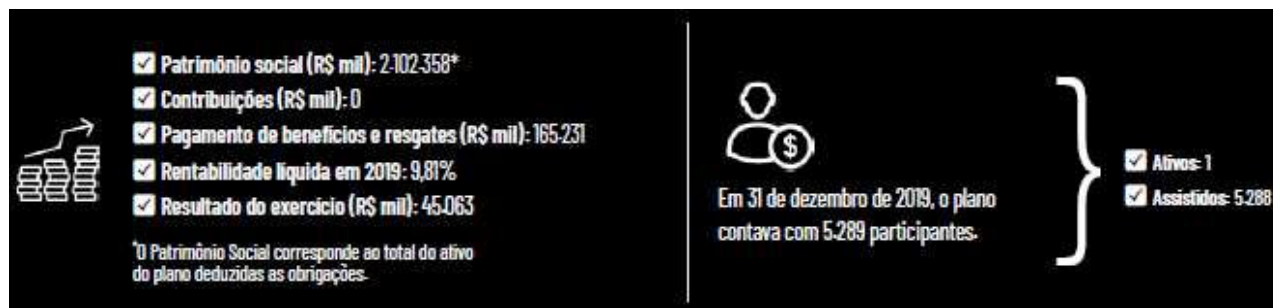 Patrimônio social (R$ mil): 2.102.358*
Contribuições (R$ mil): 0
Pagamento de benefícios e resgates (R$ mil): 165.231
Rentabilidade líquida em 2019: 9,81%
Resultado do exercício (R$ mil): 45.063
*O Patrimônio Social corresponde ao total do ativo
do plano deduzidas as obrigações.
$
Em 31 de dezembro de 2019, o plano
contava com 5.289 participantes.
Ativos: 1
Assistidos: 5.288